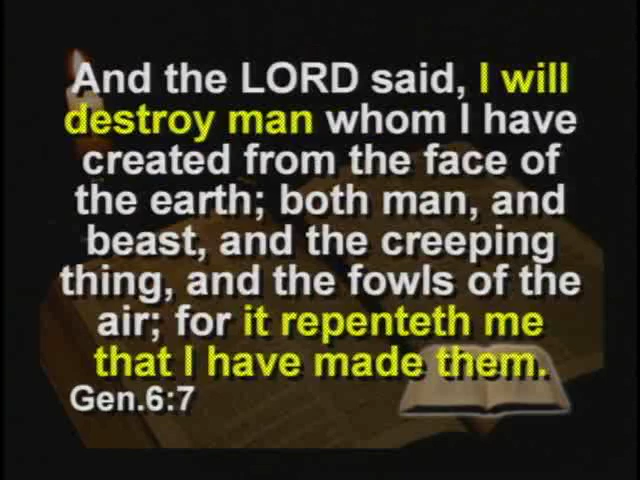 And the LORD said, I will
destroy man whom I have
created from the face of
the earth; both man, and
beast, and the creeping
thing, and the fowls of the
air; for it repenteth me
that I have made them.
Gen.6:7